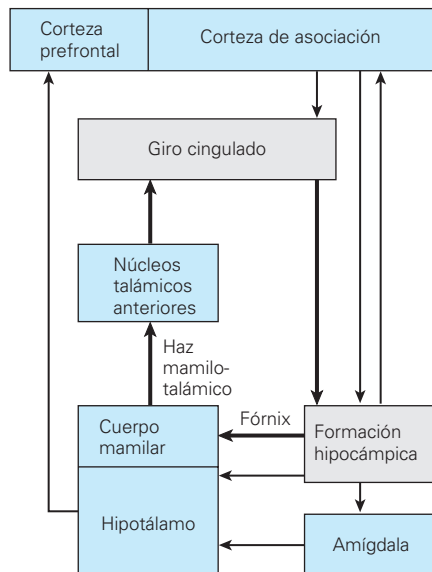 Corteza
prefrontal
Corteza de asociación
Giro cingulado
Núcleos
talámicos
anteriores
Haz
mamilo-
talámico
Fórnix
Cuerpo
mamilar
Formación
hipocámpica
Hipotálamo
Amígdala